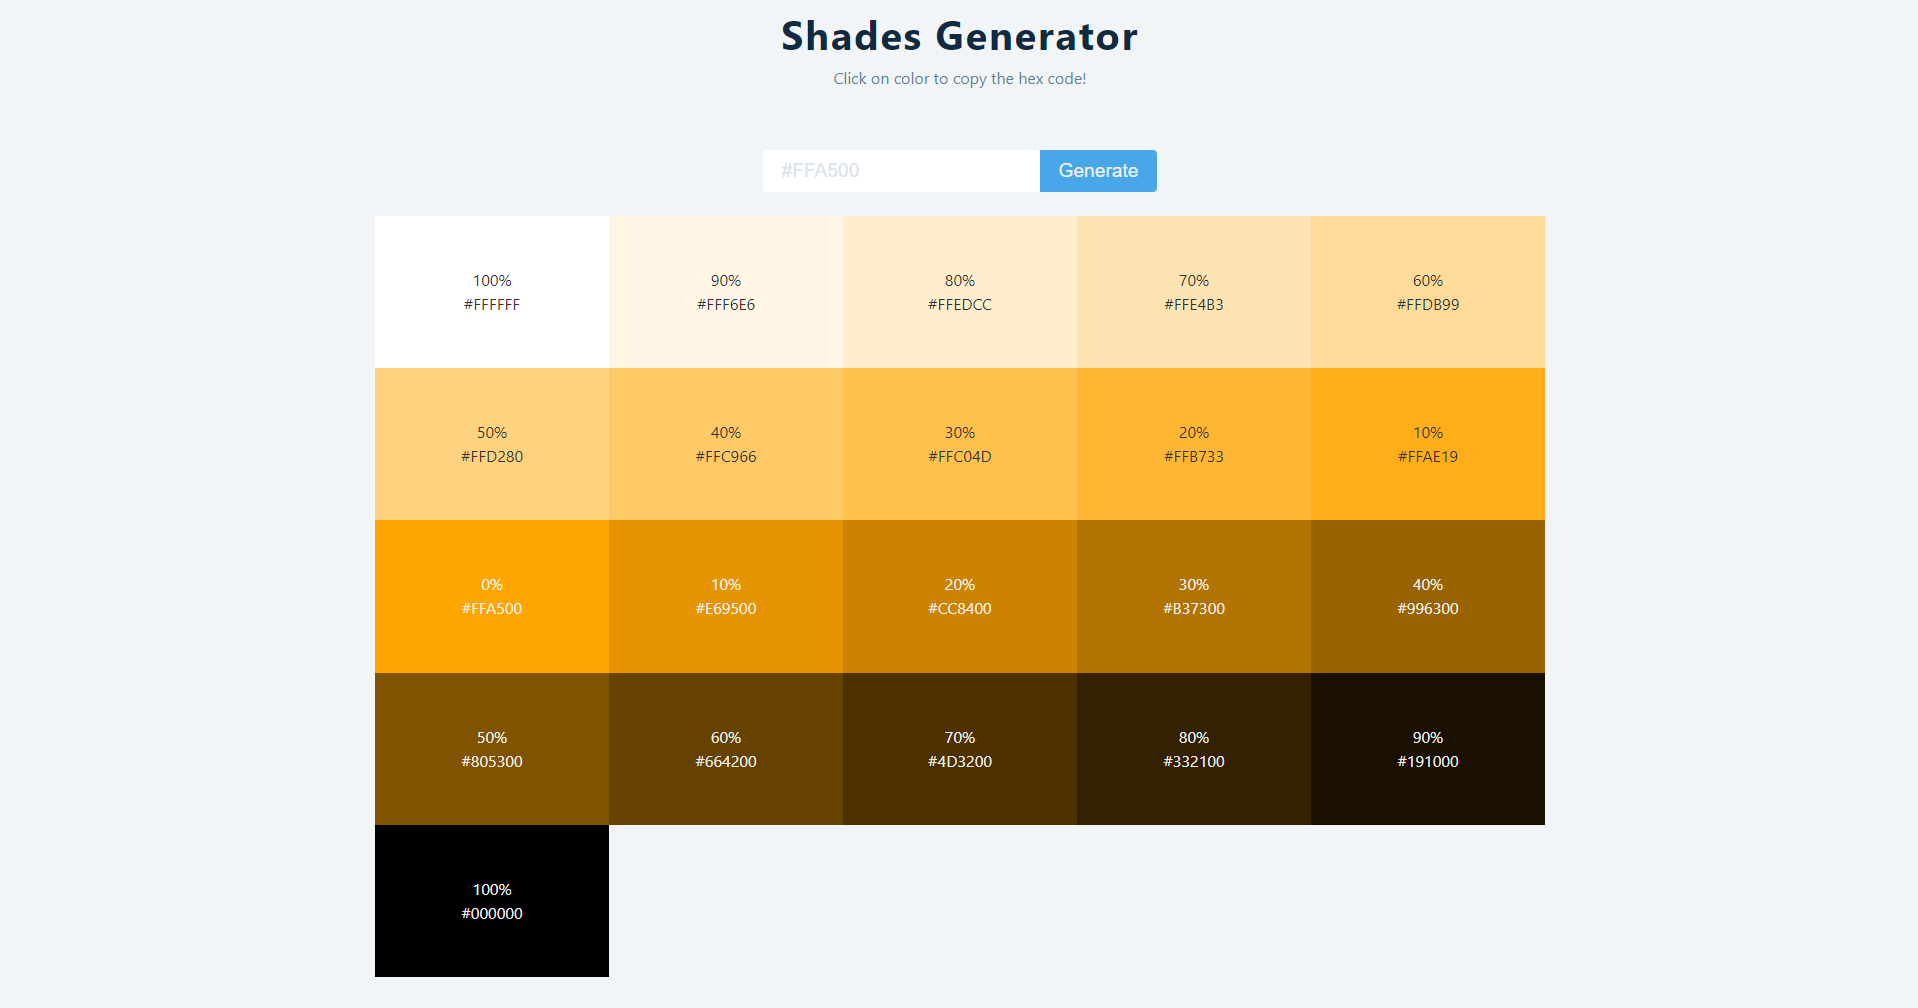 Shades Generator
Click on color to copy the hex code!
#FFA500
Generate
100%
#FFFFFF
90%
#FFF6E6
80%
#FFEDCC
70%
#FFE4B3
60%
#FFDB99
50%
#FFD280
40%
#FFC966
30%
#FFC04D
20%
#FFB733
10%
#FFAE19
0%
#FFA500
10%
#E69500
20%
#CC8400
30%
#B37300
40%
#996300
50%
#805300
60%
#664200
70%
#4D3200
80%
#332100
90%
#191000
100%
#000000